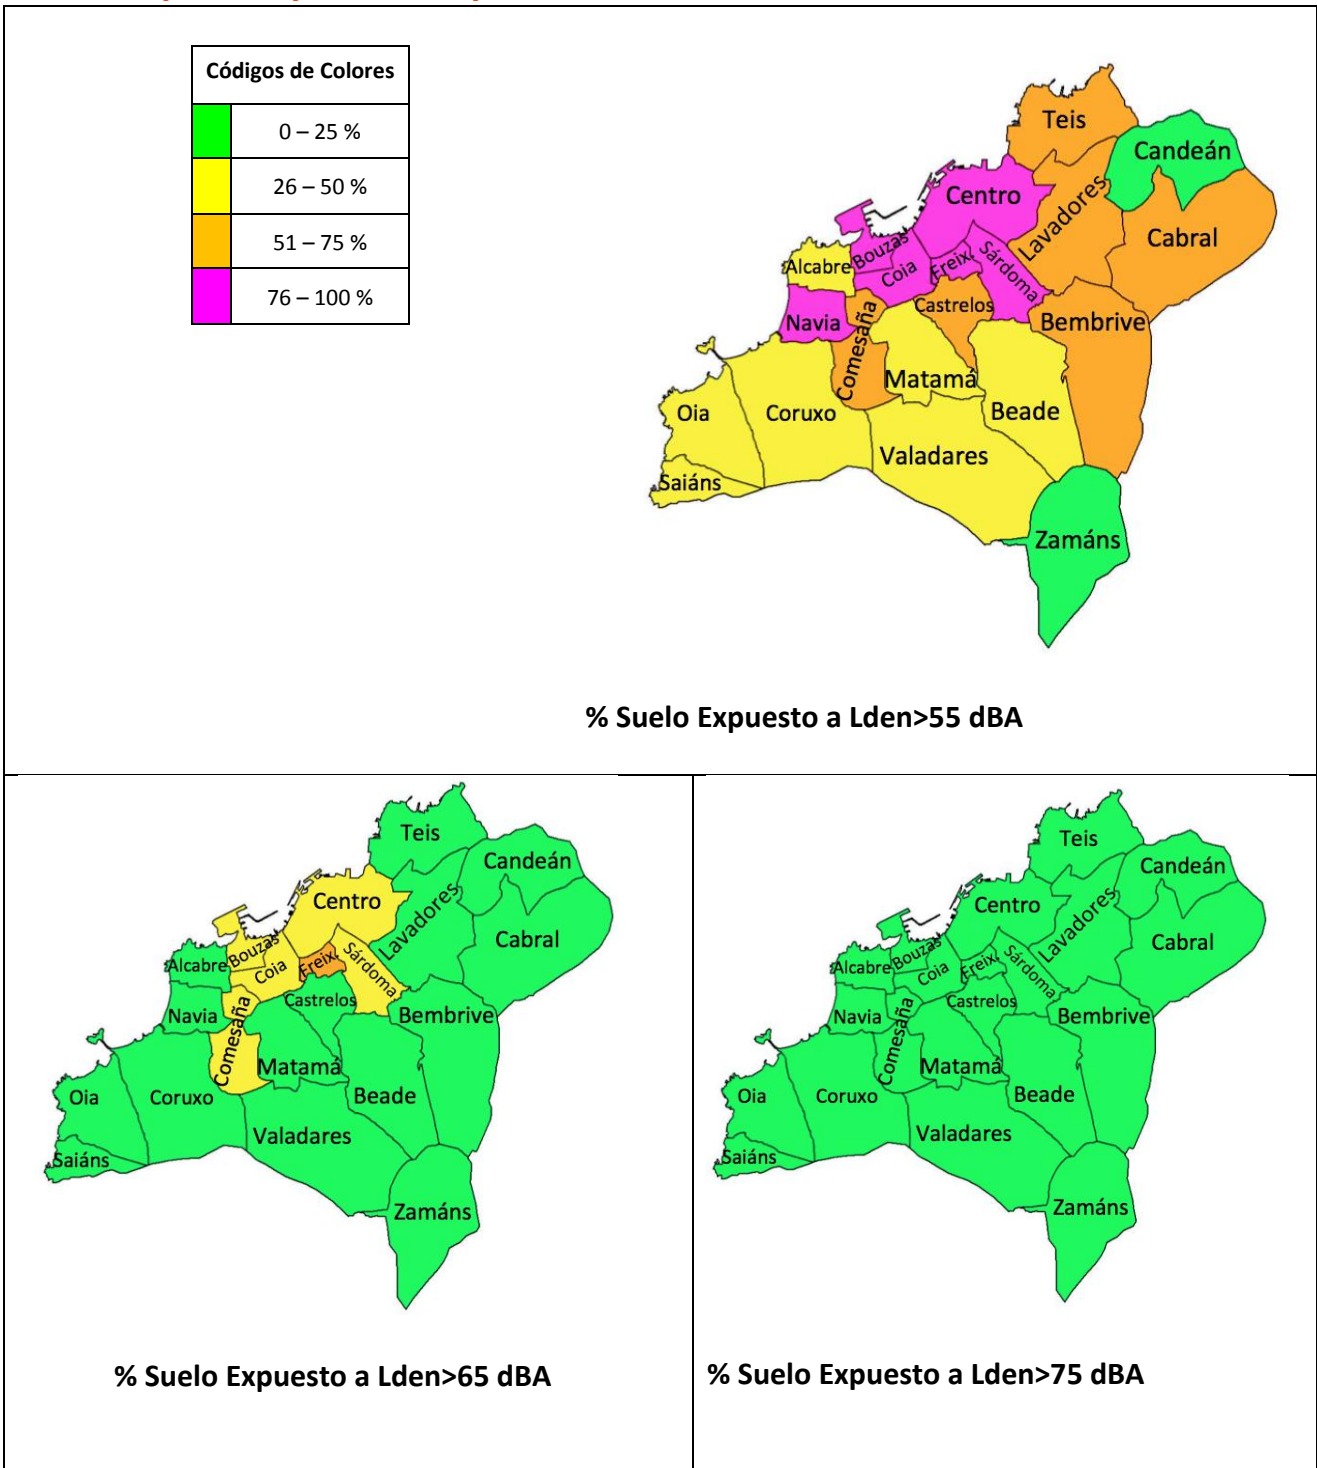 Códigos de Colores
0 – 25 %
26 – 50 %
51 – 75 %
76 – 100 %
Teis
Candeán
Centro
Lavadores
Cabral
Bouzas
Alcabre
Coia
Freix.
Sárdoma
Navia
Comesaña
Castrelos
Bembrive
Matamá
Oia
Coruxo
Beade
Valadares
Saiáns
Zamáns
% Suelo Expuesto a Lden>55 dBA
Teis
Candeán
Centro
Lavadores
Cabral
Bouzas
Alcabre
Coia
Freix.
Sárdoma
Castrelos
Navia
Comesaña
Bembrive
Matamá
Oia
Coruxo
Beade
Valadares
Saiáns
Zamáns
% Suelo Expuesto a Lden>65 dBA
Teis
Candeán
Centro
Lavadores
Cabral
Bouzas
Alcabre
Coia
Freix.
Sárdoma
Castrelos
Navia
Comesaña
Bembrive
Matamá
Oia
Coruxo
Beade
Valadares
Saiáns
Zamáns
% Suelo Expuesto a Lden>75 dBA